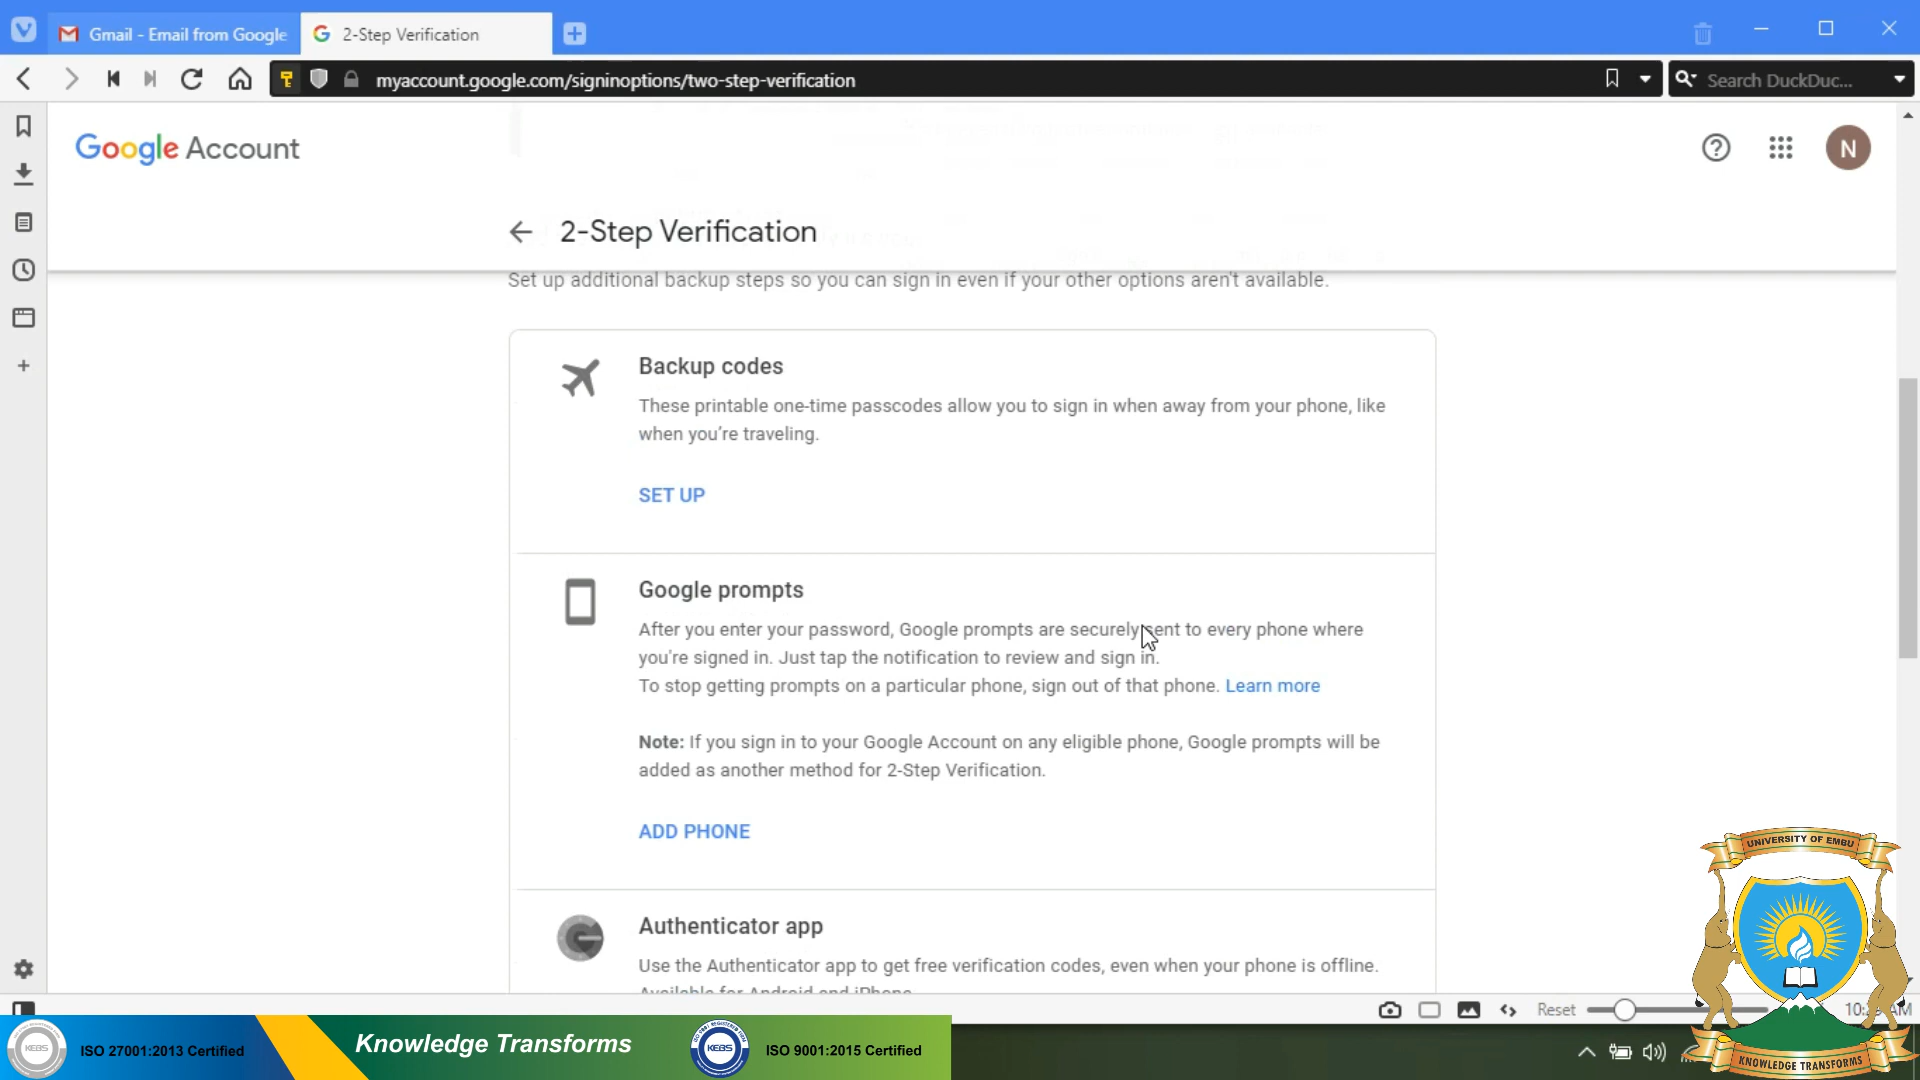 Gmail - Email from Google
2-Step Verification
myaccount.google.com/signinoptions/two-step-verification
Search DuckDuc...
Google Account
N
2-Step Verification
Set up additional backup steps so you can sign in even if your other options aren't available.
Backup codes
These printable one-time passcodes allow you to sign in when away from your phone, like
when you're traveling.
SET UP
Google prompts
After you enter your password, Google prompts are securely sent to every phone where
you're signed in. Just tap the notification to review and sign in.
To stop getting prompts on a particular phone, sign out of that phone. Learn more
Note: If you sign in to your Google Account on any eligible phone, Google prompts will be
added as another method for 2-Step Verification.
ADD PHONE
Authenticator app
Use the Authenticator app to get free verification codes, even when your phone is offline.
Available for Android and iPhone.
Reset
UNIVERSITY OF EMBU
KNOWLEDGE TRANSFORMS
KEBS
ISO 27001:2013 Certified
Knowledge Transforms
KEBS
ISO 9001:2015 Certified